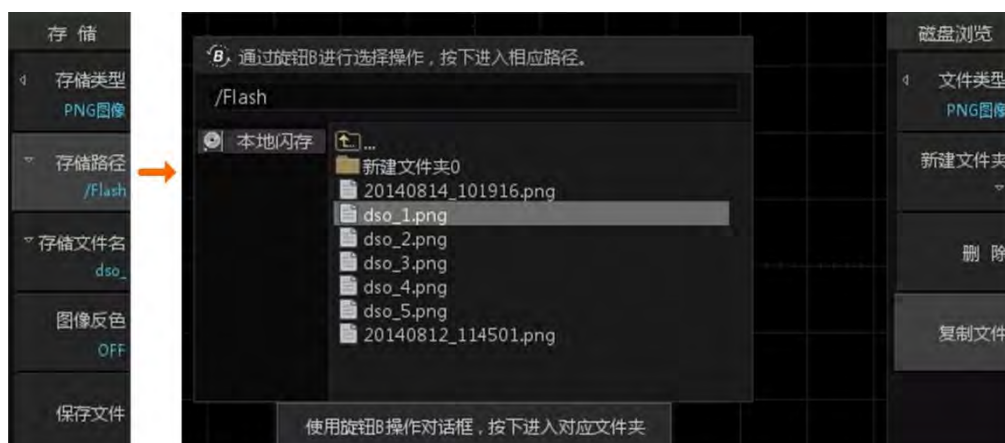 存 储
存储类型
PNG图像
存储路径
/Flash
存储文件名
dso_
图像反色
OFF
保存文件
B 通过旋钮B进行选择操作，按下进入相应路径。
/Flash
本地闪存
...
新建文件夹0
20140814_101916.png
dso_1.png
dso_2.png
dso_3.png
dso_4.png
dso_5.png
20140812_114501.png
使用旋钮B操作对话框，按下进入对应文件夹
磁盘浏览
文件类型
PNG图像
新建文件夹
删 除
复制文件